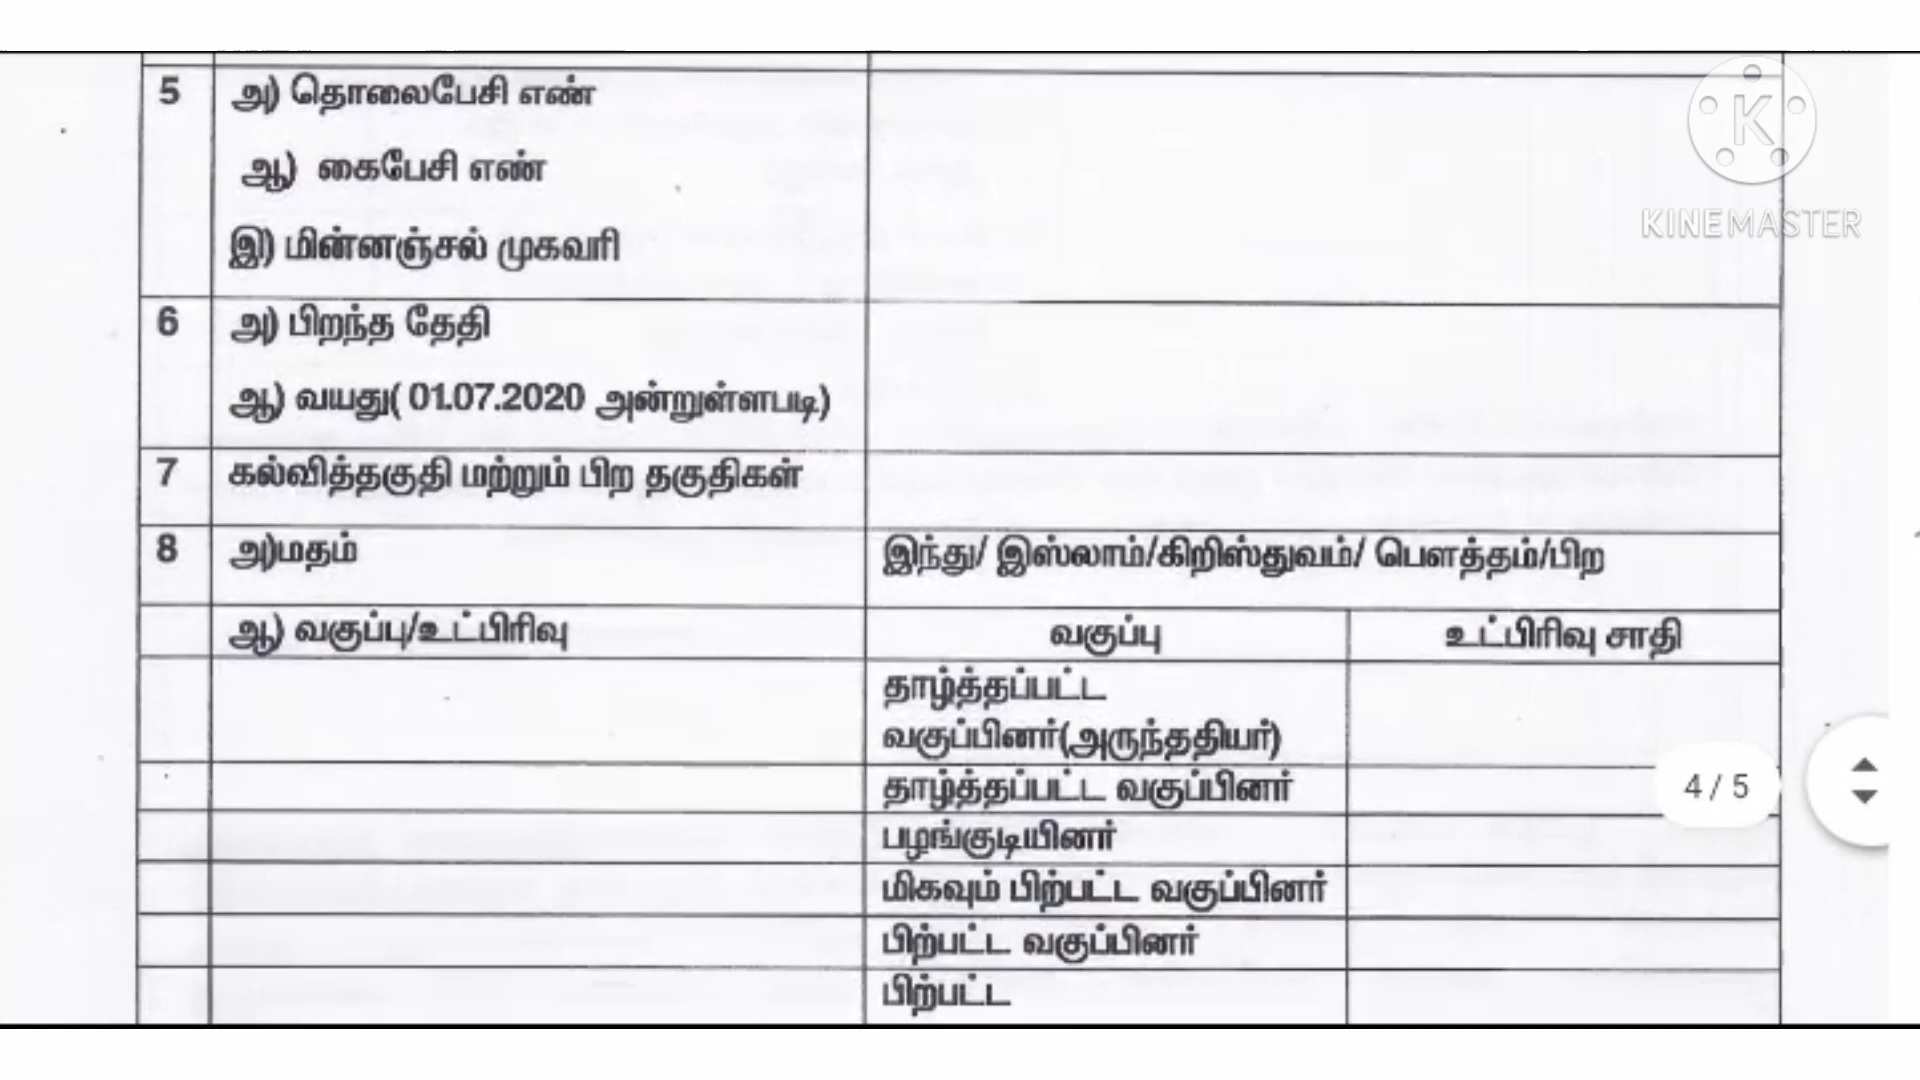 5 அ) தொலைபேசி எண்
ஆ) கைபேசி எண்
இ) மின்னஞ்சல் முகவரி
KINEMASTER
6 அ) பிறந்த தேதி
ஆ) வயது( 01.07.2020 அன்றுள்ளபடி)
7 கல்வித்தகுதி மற்றும் பிற தகுதிகள்
8 அ)மதம் இந்து/ இஸ்லாம்/கிறிஸ்துவம்/ பௌத்தம்/பிற
ஆ) வகுப்பு/உட்பிரிவு வகுப்பு உட்பிரிவு சாதி
தாழ்த்தப்பட்ட
வகுப்பினர்(அருந்ததியர்)
தாழ்த்தப்பட்ட வகுப்பினர்
4 / 5
பழங்குடியினர்
மிகவும் பிற்பட்ட வகுப்பினர்
பிற்பட்ட வகுப்பினர்
பிற்பட்ட